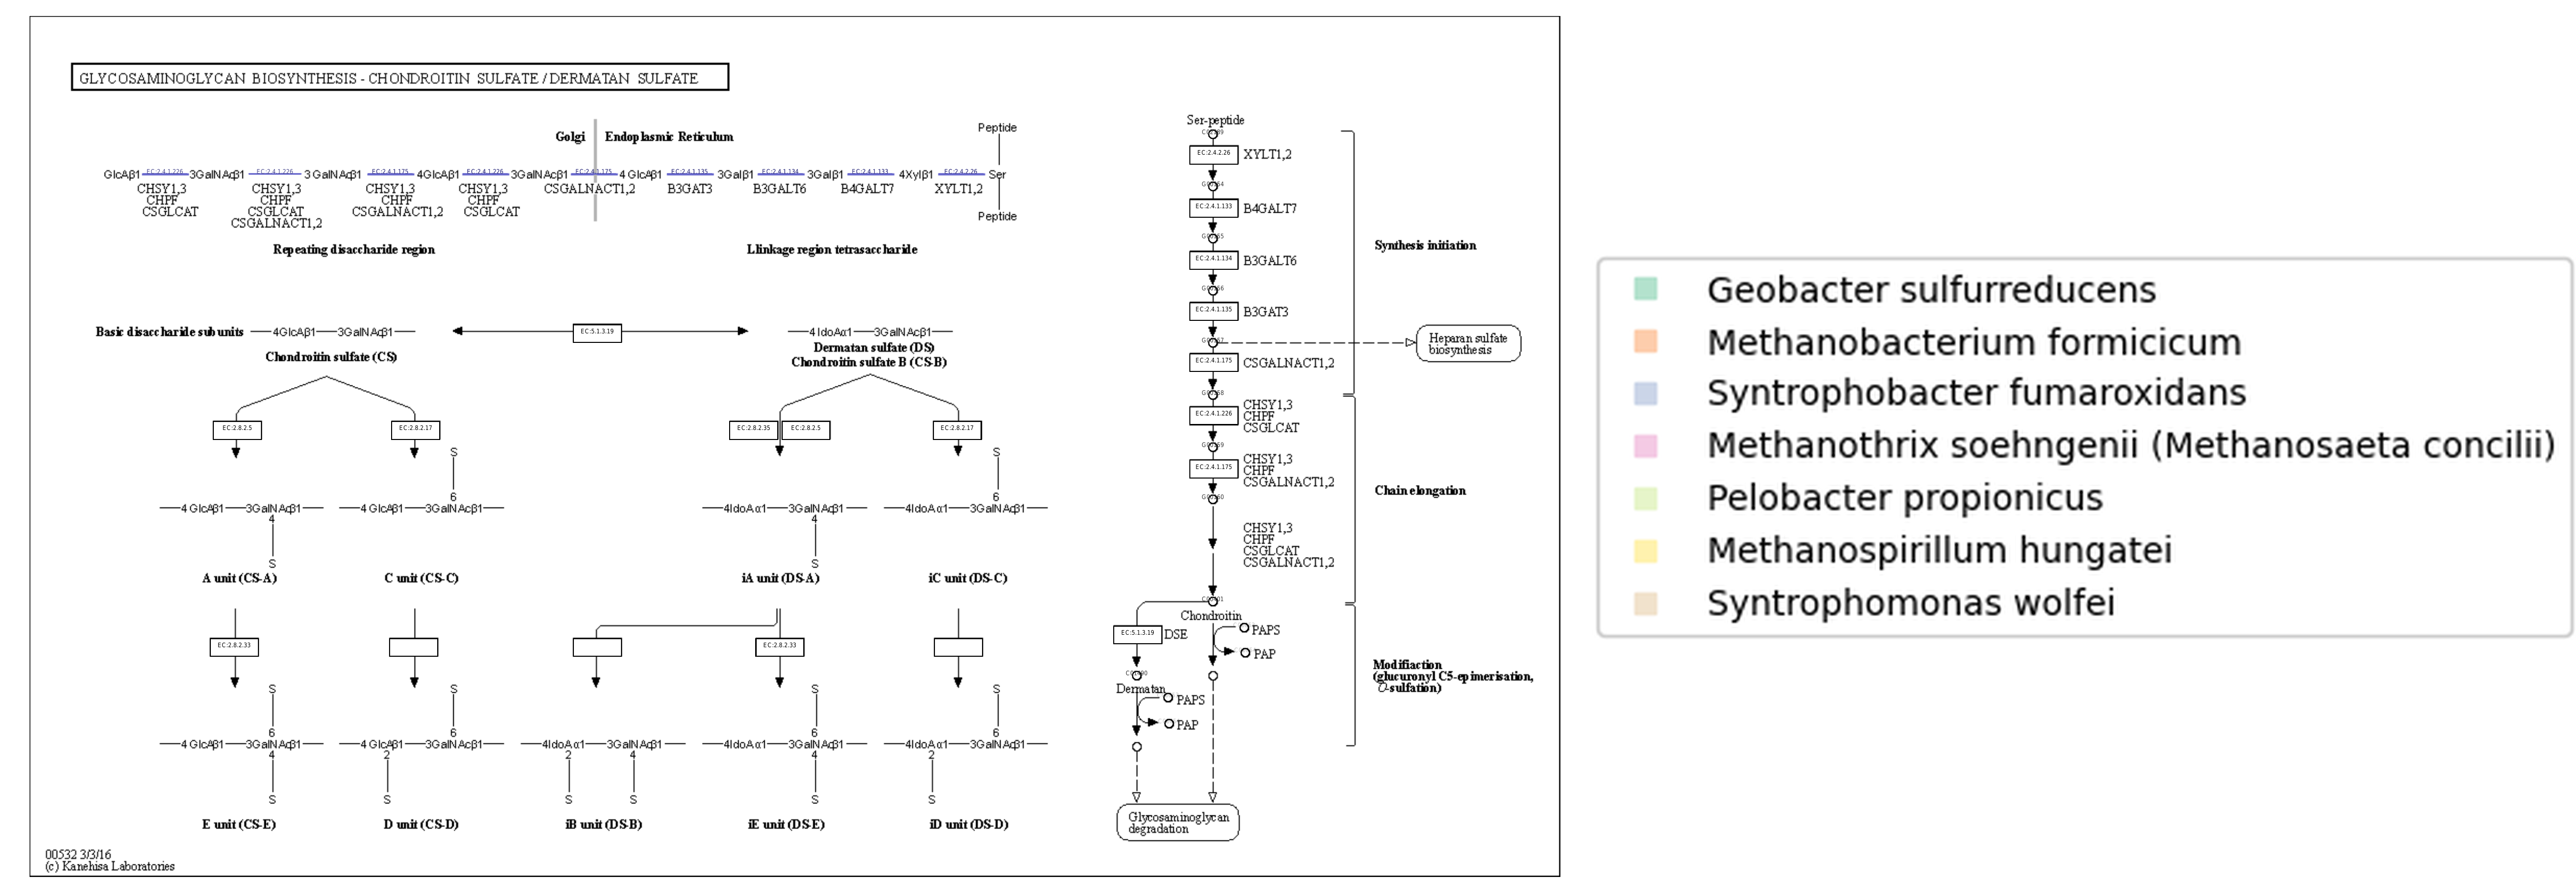 GLYCOSAMINOGLYCAN BIOSYNTHESIS - CHONDROITIN SULFATE / DERMATAN SULFATE
Golgi
Endoplasmic Reticulum
Peptide
GlcAβ1 EC:2.4.1.226 3GalNAcβ1 EC:2.4.1.226 3GalNAcβ1 EC:2.4.1.175 4GlcAβ1 EC:2.4.1.226 3GalNAcβ1 EC:2.4.1.175 4GlcAβ1 EC:2.4.1.135 3Galβ1 EC:2.4.1.134 3Galβ1 EC:2.4.1.133 4Xylβ1 EC:2.4.2.26 Ser
CHSY1,3 CHSY1,3 CHSY1,3 CHSY1,3 CSGALNACT1,2 B3GAT3 B3GALT6 B4GALT7 XYLT1,2
CHPF CHPF CHPF CHPF
CSGLCAT CSGLCAT CSGALNACT1,2 CSGLCAT
CSGALNACT1,2
Peptide
Repeating disaccharide region
Llinkage region tetrasaccharide
Basic disaccharide subunits
4GlcAβ1 3GalNAcβ1
EC:5.1.3.19
4IdoAα1 3GalNAcβ1
Chondroitin sulfate (CS)
Dermatan sulfate (DS)
Chondroitin sulfate B (CS-B)
EC:2.8.2.5
EC:2.8.2.17
EC:2.8.2.35
EC:2.8.2.5
EC:2.8.2.17
S S
6 6
4GlcAβ1 3GalNAcβ1 4GlcAβ1 3GalNAcβ1 4IdoAα1 3GalNAcβ1 4IdoAα1 3GalNAcβ1
4 4
S S
A unit (CS-A)
C unit (CS-C)
iA unit (DS-A)
iC unit (DS-C)
EC:2.8.2.33
EC:2.8.2.33
S S S S
6 6 6 6
4GlcAβ1 3GalNAcβ1 4GlcAβ1 3GalNAcβ1 4IdoAα1 3GalNAcβ1 4IdoAα1 3GalNAcβ1 4IdoAα1 3GalNAcβ1
4 2 2 4 4 2
S S S S S S
E unit (CS-E)
D unit (CS-D)
iB unit (DS-B)
iE unit (DS-E)
iD unit (DS-D)
00532 3/3/16
(c) Kanehisa Laboratories
Ser-peptide
EC:2.4.2.26 XYLT1,2
EC:2.4.1.133 B4GALT7
EC:2.4.1.134 B3GALT6
EC:2.4.1.135 B3GAT3
EC:2.4.1.175 CSGALNACT1,2
CHSY1,3
EC:2.4.1.226 CHPF
CSGLCAT
CHSY1,3
EC:2.4.1.175 CHPF
CSGALNACT1,2
CHSY1,3
CHPF
CSGLCAT
CSGALNACT1,2
Chondroitin
EC:5.1.3.19 DSE
PAPS
PAP
Dermatan
PAPS
PAP
Glycosaminoglycan
degradation
Synthesis initiation
Heparan sulfate
biosynthesis
Chain elongation
Modifiaction
(glucuronyl C5-epimerisation,
O-sulfation)
Geobacter sulfurreducens
Methanobacterium formicicum
Syntrophobacter fumaroxidans
Methanothrix soehngenii (Methanosaeta concilii)
Pelobacter propionicus
Methanospirillum hungatei
Syntrophomonas wolfei